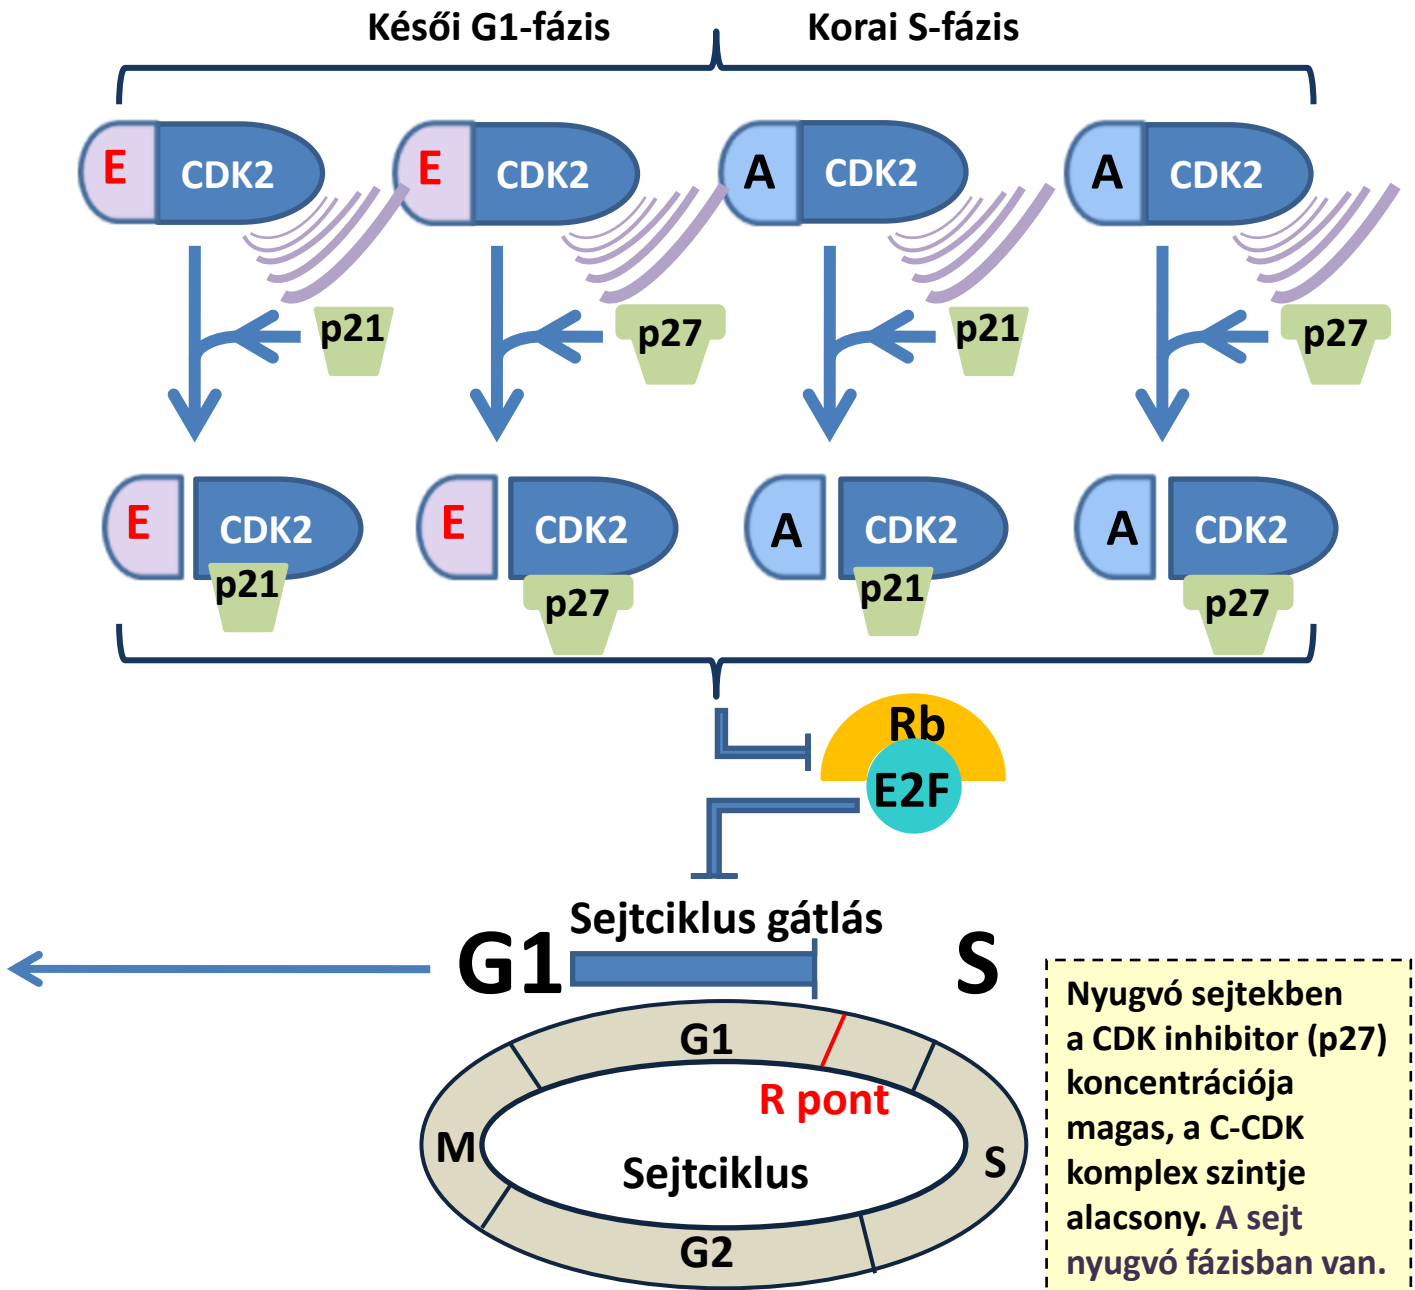 Késői G1-fázis Korai S-fázis
E CDK2 E CDK2 A CDK2 A CDK2
p21 p27 p21 p27
E CDK2 E CDK2 A CDK2 A CDK2
p21 p27 p21 p27
Rb
E2F
Sejtciklus gátlás
G1 S
G1
R pont
M
Sejtciklus
S
G2
Nyugvó sejtekben
a CDK inhibitor (p27)
koncentrációja
magas, a C-CDK
komplex szintje
alacsony. A sejt
nyugvó fázisban van.